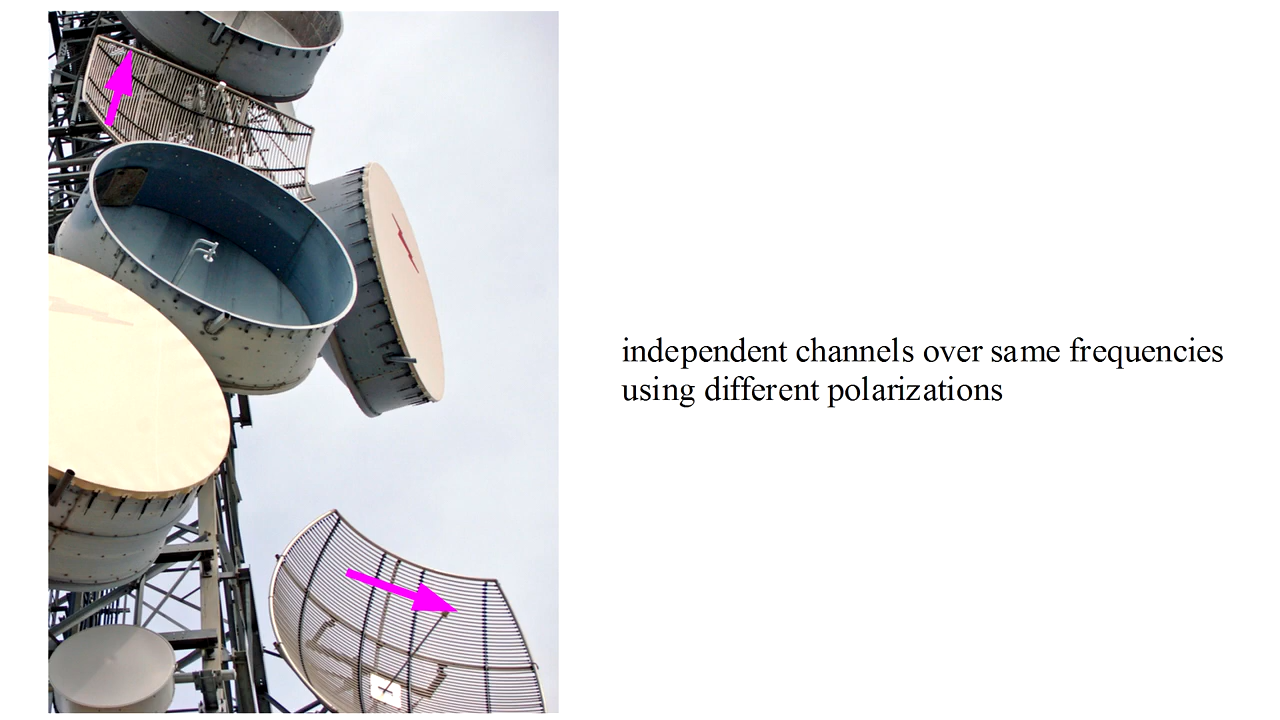 independent channels over same frequencies
using different polarizations